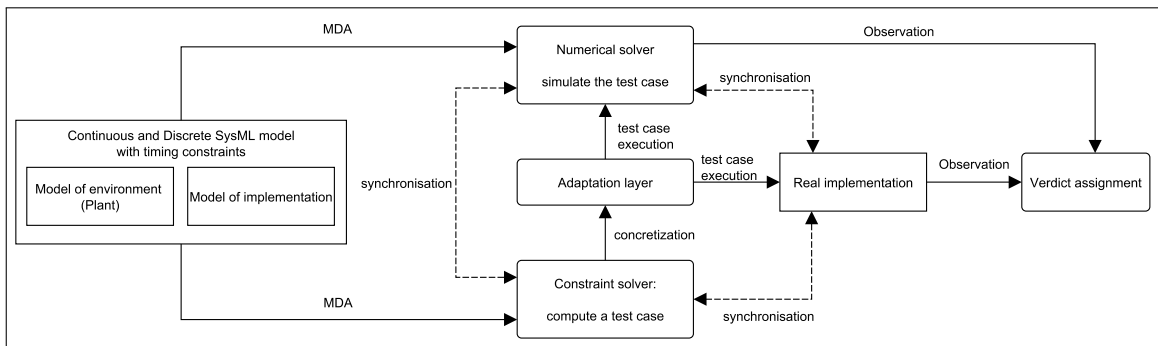 MDA
Numerical solver
simulate the test case
Observation
synchronisation
Continuous and Discrete SysML model
with timing constraints
Model of environment
(Plant)
Model of implementation
synchronisation
test case
execution
Adaptation layer
test case
execution
Real implementation
Observation
Verdict assignment
concretization
MDA
Constraint solver:
compute a test case
synchronisation